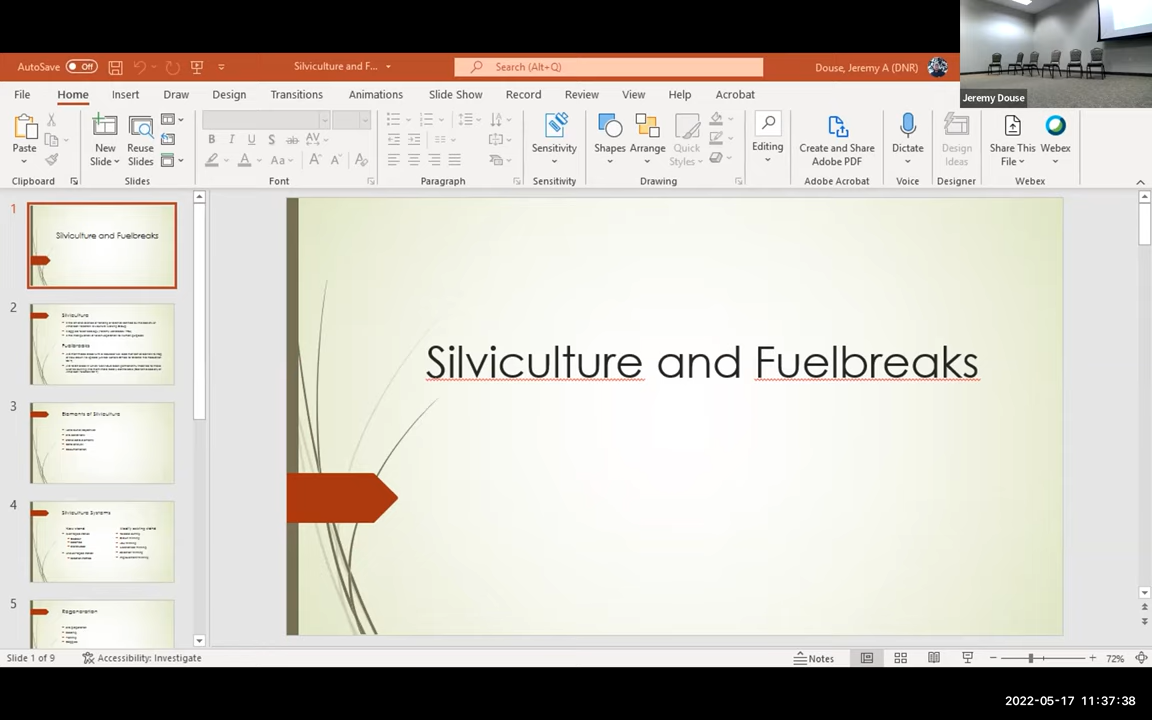 AutoSave Off
Silviculture and F...
Search (Alt+Q)
Douse, Jeremy A (DNR)
Jeremy Douse
File Home Insert Draw Design Transitions Animations Slide Show Record Review View Help Acrobat
Paste
New Slides
Reuse Slides
B I U S ab AV
A Aa A A A
Sensitivity
Shapes
Arrange
Quick Styles
Editing
Create and Share Adobe PDF
Dictate
Design Ideas
Share This File
Webex
Clipboard Slides Font Paragraph Sensitivity Drawing Adobe Acrobat Voice Designer Webex
1
Silviculture and Fuelbreaks
2
Silviculture
Fuelbreaks
3
Elements of Silviculture
4
Silviculture Systems
5
Regeneration
Silviculture and Fuelbreaks
Slide 1 of 9
Accessibility: Investigate
Notes
72%
2022-05-17 11:37:38